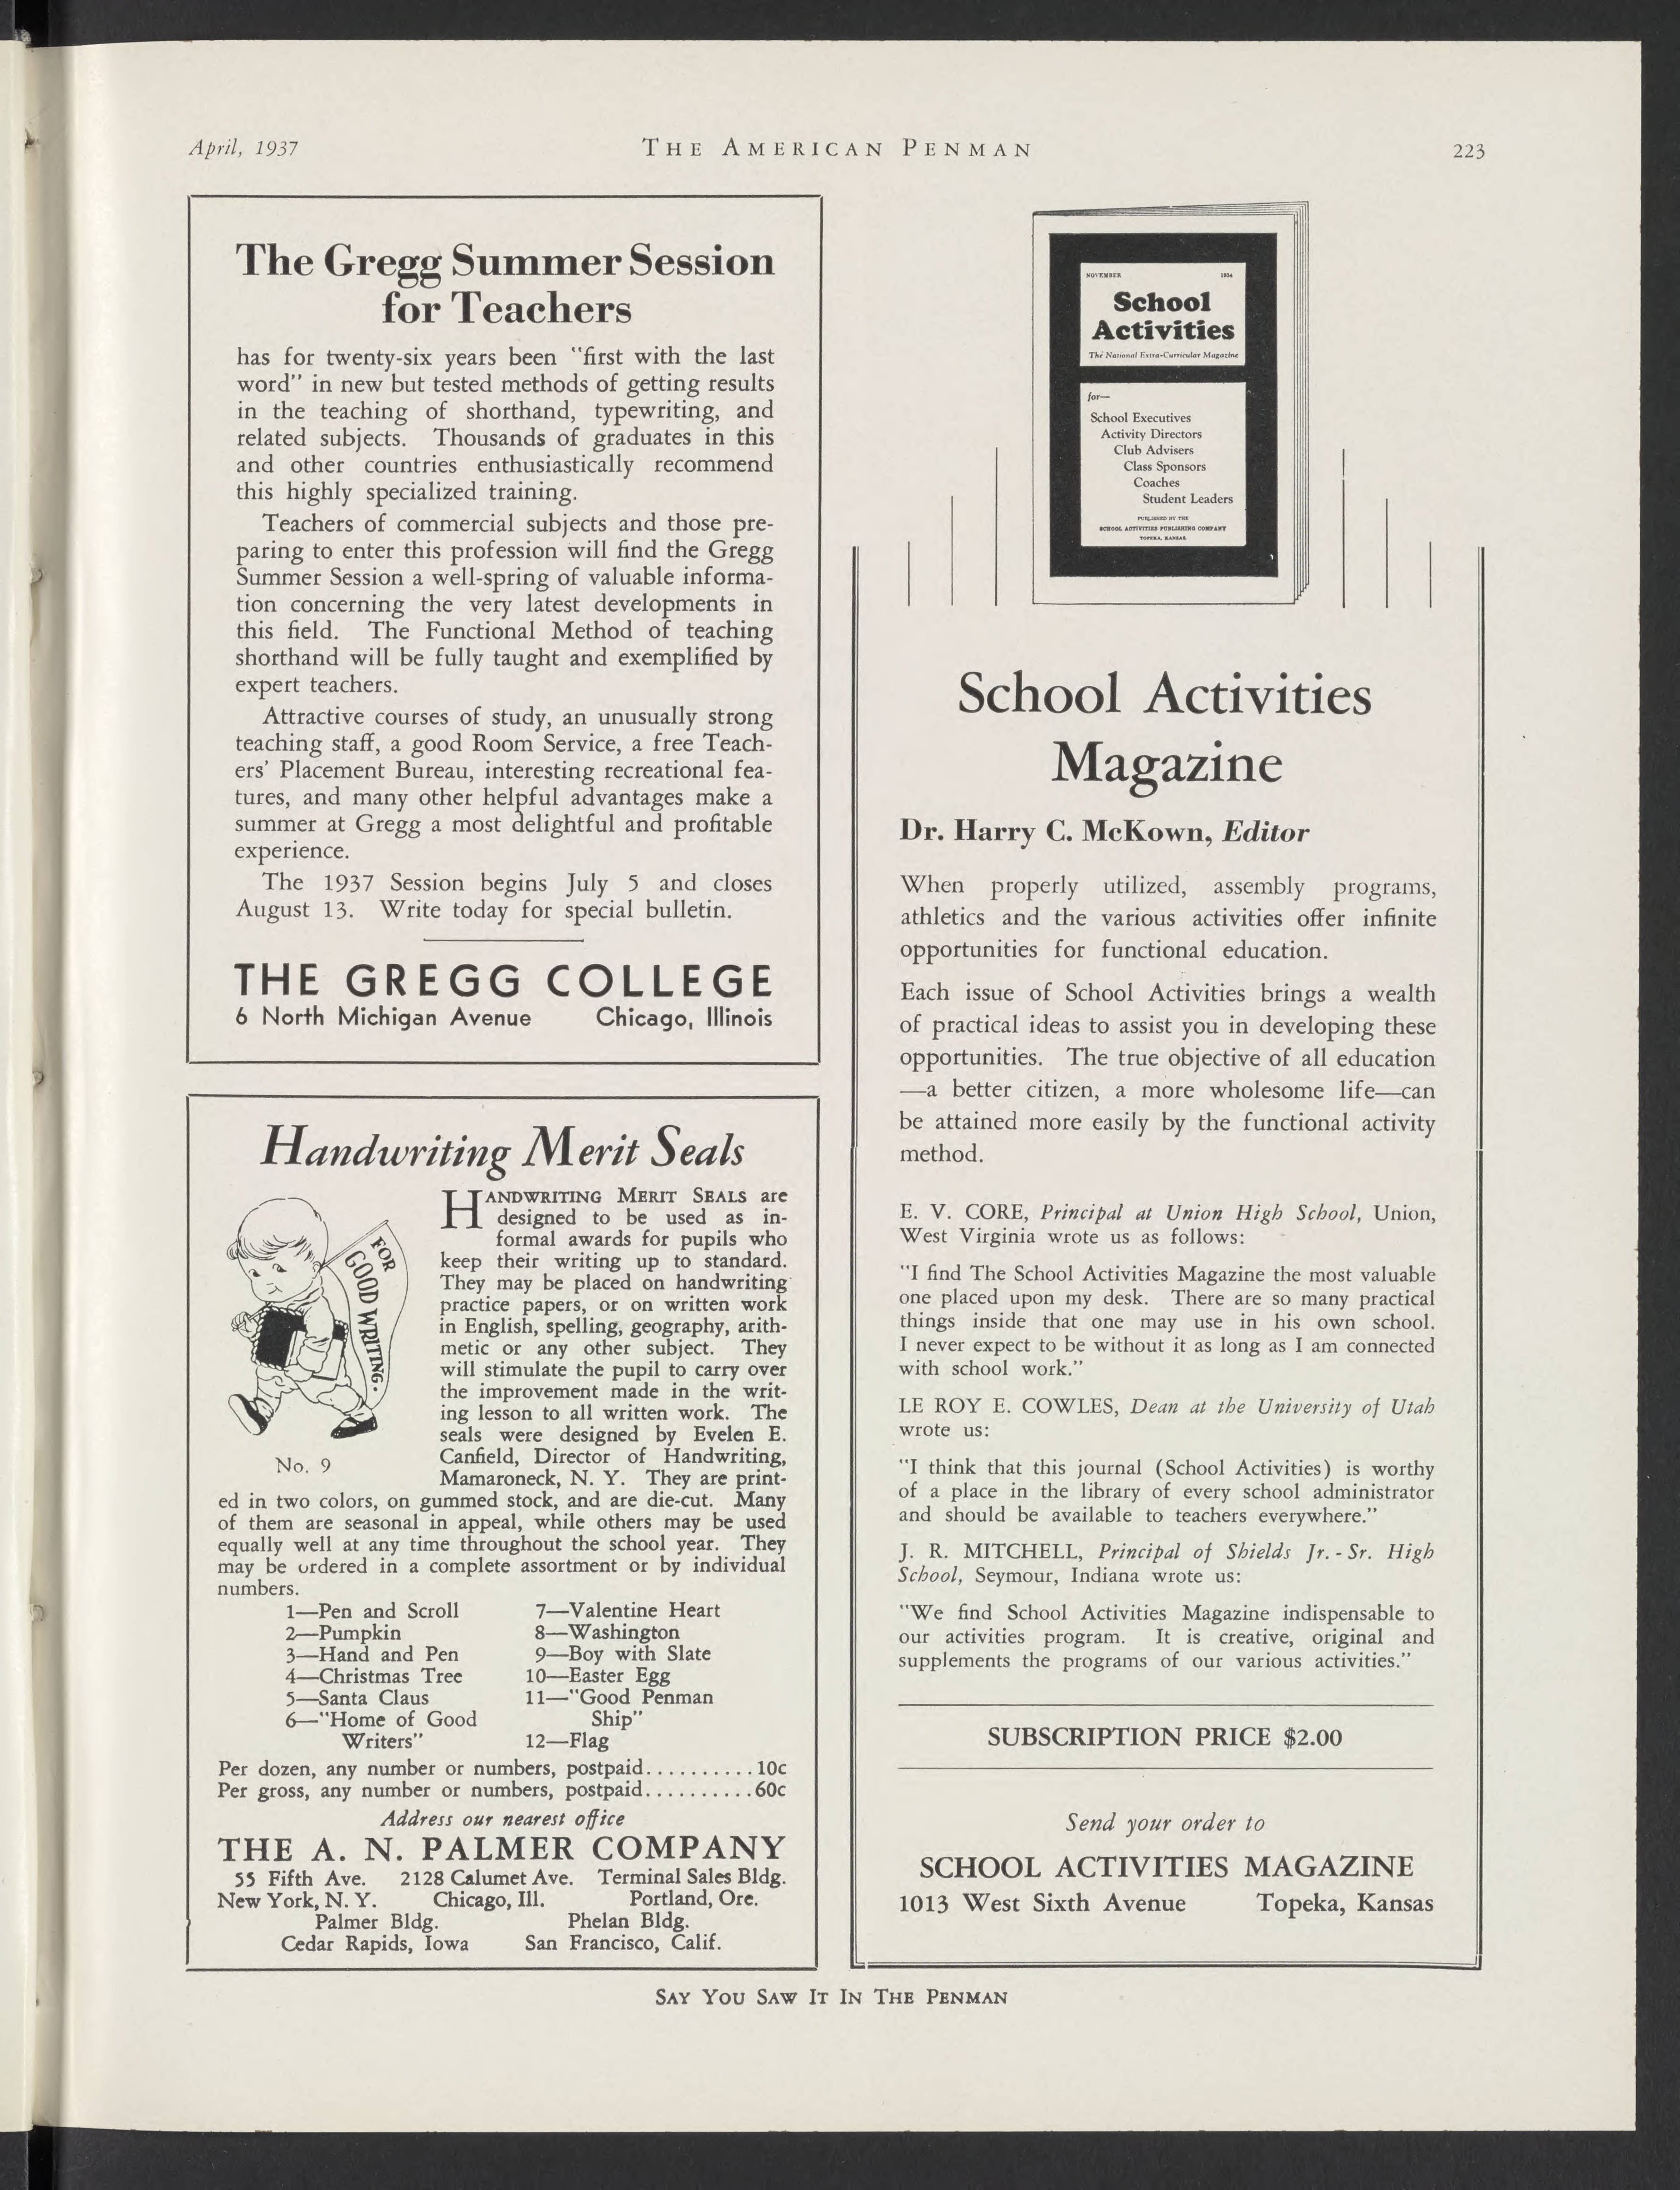 April, 1937
THE AMERICAN PENMAN
223
The Gregg Summer Session
for Teachers
has for twenty-six years been "first with the last
word" in new but tested methods of getting results
in the teaching of shorthand, typewriting, and
related subjects. Thousands of graduates in this
and other countries enthusiastically recommend
this highly specialized training.
Teachers of commercial subjects and those pre-
paring to enter this profession will find the Gregg
Summer Session a well-spring of valuable informa-
tion concerning the very latest developments in
this field. The Functional Method of teaching
shorthand will be fully taught and exemplified by
expert teachers.
Attractive courses of study, an unusually strong
teaching staff, a good Room Service, a free Teach-
ers' Placement Bureau, interesting recreational fea-
tures, and many other helpful advantages make a
summer at Gregg a most delightful and profitable
experience.
The 1937 Session begins July 5 and closes
August 13. Write today for special bulletin.
THE GREGG COLLEGE
6 North Michigan Avenue Chicago, Illinois
Handwriting Merit Seals
FOR
GOOD WRITING.
No. 9
HANDWRITING MERIT SEALS are
designed to be used as in-
formal awards for pupils who
keep their writing up to standard.
They may be placed on handwriting
practice papers, or on written work
in English, spelling, geography, arith-
metic or any other subject. They
will stimulate the pupil to carry over
the improvement made in the writ-
ing lesson to all written work. The
seals were designed by Evelen E.
Canfield, Director of Handwriting,
Mamaroneck, N. Y. They are print-
ed in two colors, on gummed stock, and are die-cut. Many
of them are seasonal in appeal, while others may be used
equally well at any time throughout the school year. They
may be ordered in a complete assortment or by individual
numbers.
1—Pen and Scroll
2—Pumpkin
3—Hand and Pen
4—Christmas Tree
5—Santa Claus
6—"Home of Good
Writers"
7—Valentine Heart
8—Washington
9—Boy with Slate
10—Easter Egg
11—"Good Penman
Ship"
12—Flag
Per dozen, any number or numbers, postpaid..........10c
Per gross, any number or numbers, postpaid..........60c
Address our nearest office
THE A. N. PALMER COMPANY
55 Fifth Ave. 2128 Calumet Ave. Terminal Sales Bldg.
New York, N. Y. Chicago, Ill. Portland, Ore.
Palmer Bldg. Phelan Bldg.
Cedar Rapids, Iowa San Francisco, Calif.
NOVEMBER 1934
School
Activities
The National Extra-Curricular Magazine
for—
School Executives
Activity Directors
Club Advisers
Class Sponsors
Coaches
Student Leaders
PUBLISHED BY THE
SCHOOL ACTIVITIES PUBLISHING COMPANY
TOPEKA, KANSAS
School Activities
Magazine
Dr. Harry C. McKown, Editor
When properly utilized, assembly programs,
athletics and the various activities offer infinite
opportunities for functional education.
Each issue of School Activities brings a wealth
of practical ideas to assist you in developing these
opportunities. The true objective of all education
—a better citizen, a more wholesome life—can
be attained more easily by the functional activity
method.
E. V. CORE, Principal at Union High School, Union,
West Virginia wrote us as follows:
"I find The School Activities Magazine the most valuable
one placed upon my desk. There are so many practical
things inside that one may use in his own school.
I never expect to be without it as long as I am connected
with school work."
LE ROY E. COWLES, Dean at the University of Utah
wrote us:
"I think that this journal (School Activities) is worthy
of a place in the library of every school administrator
and should be available to teachers everywhere."
J. R. MITCHELL, Principal of Shields Jr. - Sr. High
School, Seymour, Indiana wrote us:
"We find School Activities Magazine indispensable to
our activities program. It is creative, original and
supplements the programs of our various activities."
SUBSCRIPTION PRICE $2.00
Send your order to
SCHOOL ACTIVITIES MAGAZINE
1013 West Sixth Avenue Topeka, Kansas
SAY YOU SAW IT IN THE PENMAN